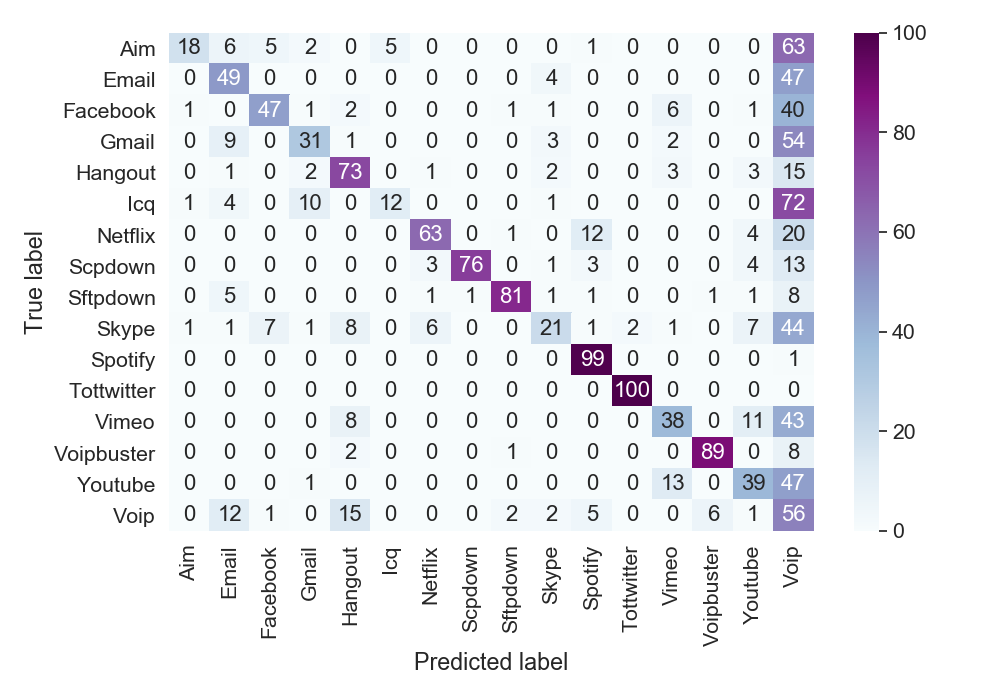 Aim 18 6 5 2 0 5 0 0 0 0 1 0 0 0 0 63
Email 0 49 0 0 0 0 0 0 0 4 0 0 0 0 0 47
Facebook 1 0 47 1 2 0 0 0 1 1 0 0 6 0 1 40
Gmail 0 9 0 31 1 0 0 0 0 3 0 0 2 0 0 54
Hangout 0 1 0 2 73 0 1 0 0 2 0 0 3 0 3 15
Icq 1 4 0 10 0 12 0 0 0 1 0 0 0 0 0 72
Netflix 0 0 0 0 0 0 63 0 1 0 12 0 0 0 4 20
Scpdown 0 0 0 0 0 0 3 76 0 1 3 0 0 0 4 13
Sftpdown 0 5 0 0 0 0 1 1 81 1 1 0 0 1 1 8
Skype 1 1 7 1 8 0 6 0 0 21 1 2 1 0 7 44
Spotify 0 0 0 0 0 0 0 0 0 0 99 0 0 0 0 1
Tottwitter 0 0 0 0 0 0 0 0 0 0 0 100 0 0 0 0
Vimeo 0 0 0 0 8 0 0 0 0 0 0 0 38 0 11 43
Voipbuster 0 0 0 0 2 0 0 0 1 0 0 0 0 89 0 8
Youtube 0 0 0 1 0 0 0 0 0 0 0 0 13 0 39 47
Voip 0 12 1 0 15 0 0 0 2 2 5 0 0 6 1 56
Aim Email Facebook Gmail Hangout Icq Netflix Scpdown Sftpdown Skype Spotify Tottwitter Vimeo Voipbuster Youtube Voip
Predicted label
True label
100
80
60
40
20
0